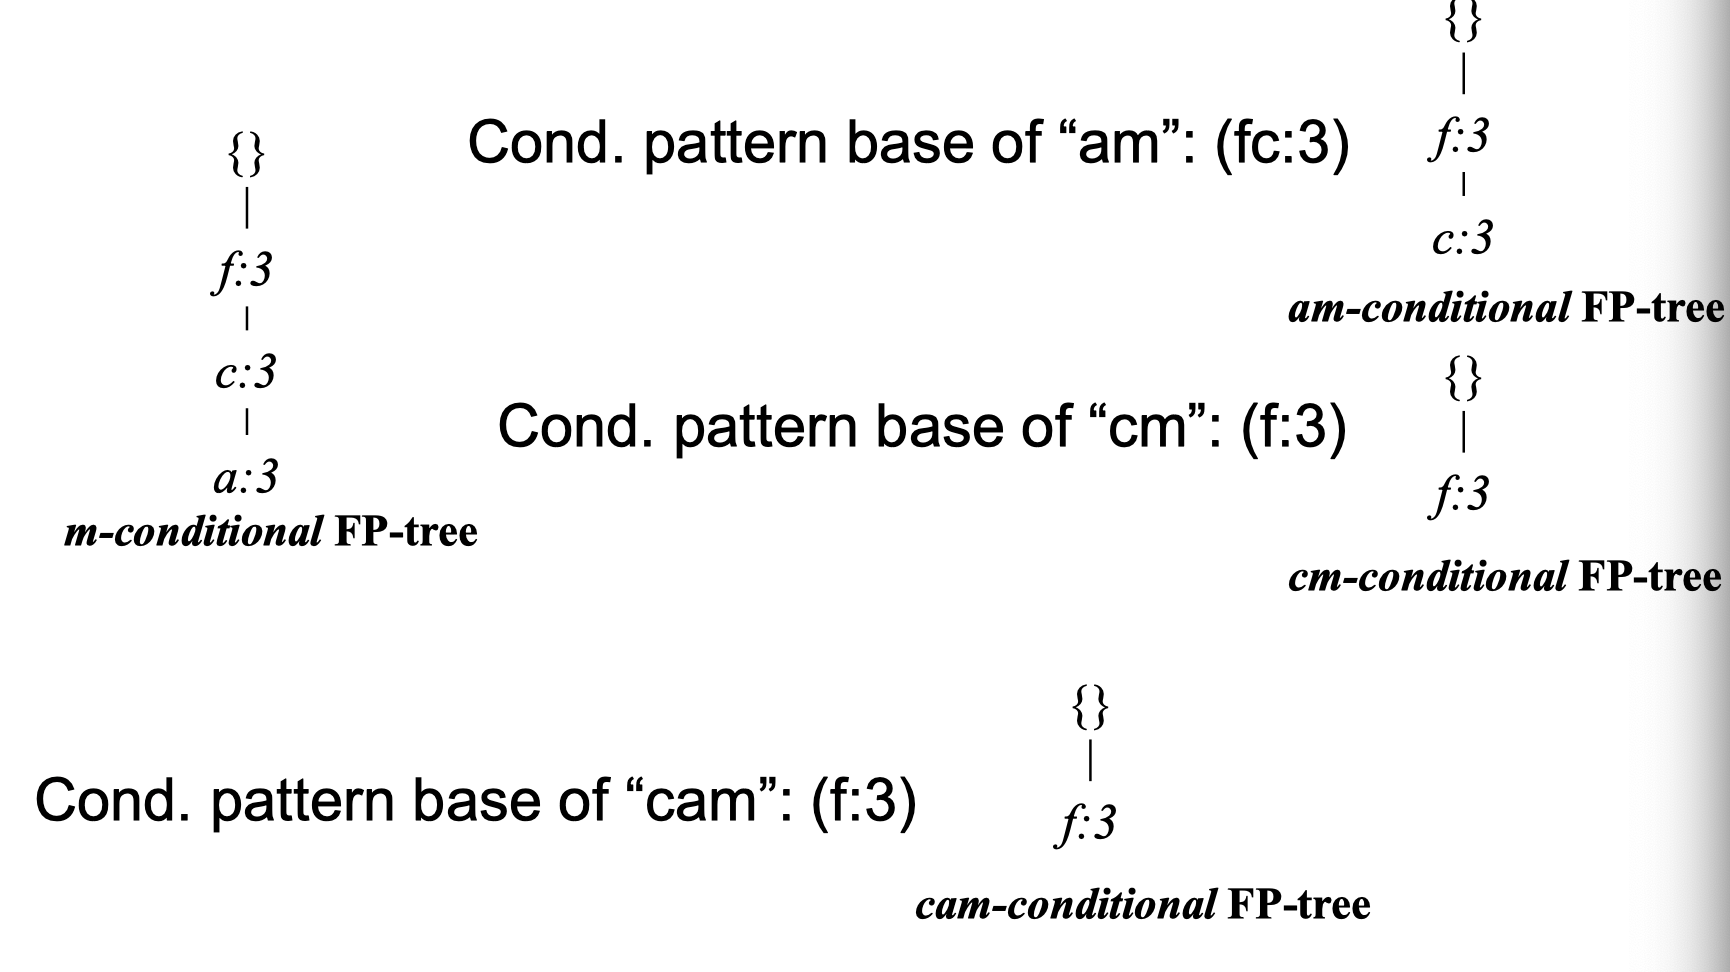 {}
f:3
c:3
a:3
m-conditional FP-tree
Cond. pattern base of “am”: (fc:3)
{}
f:3
c:3
am-conditional FP-tree
Cond. pattern base of “cm”: (f:3)
{}
f:3
cm-conditional FP-tree
Cond. pattern base of “cam”: (f:3)
{}
f:3
cam-conditional FP-tree